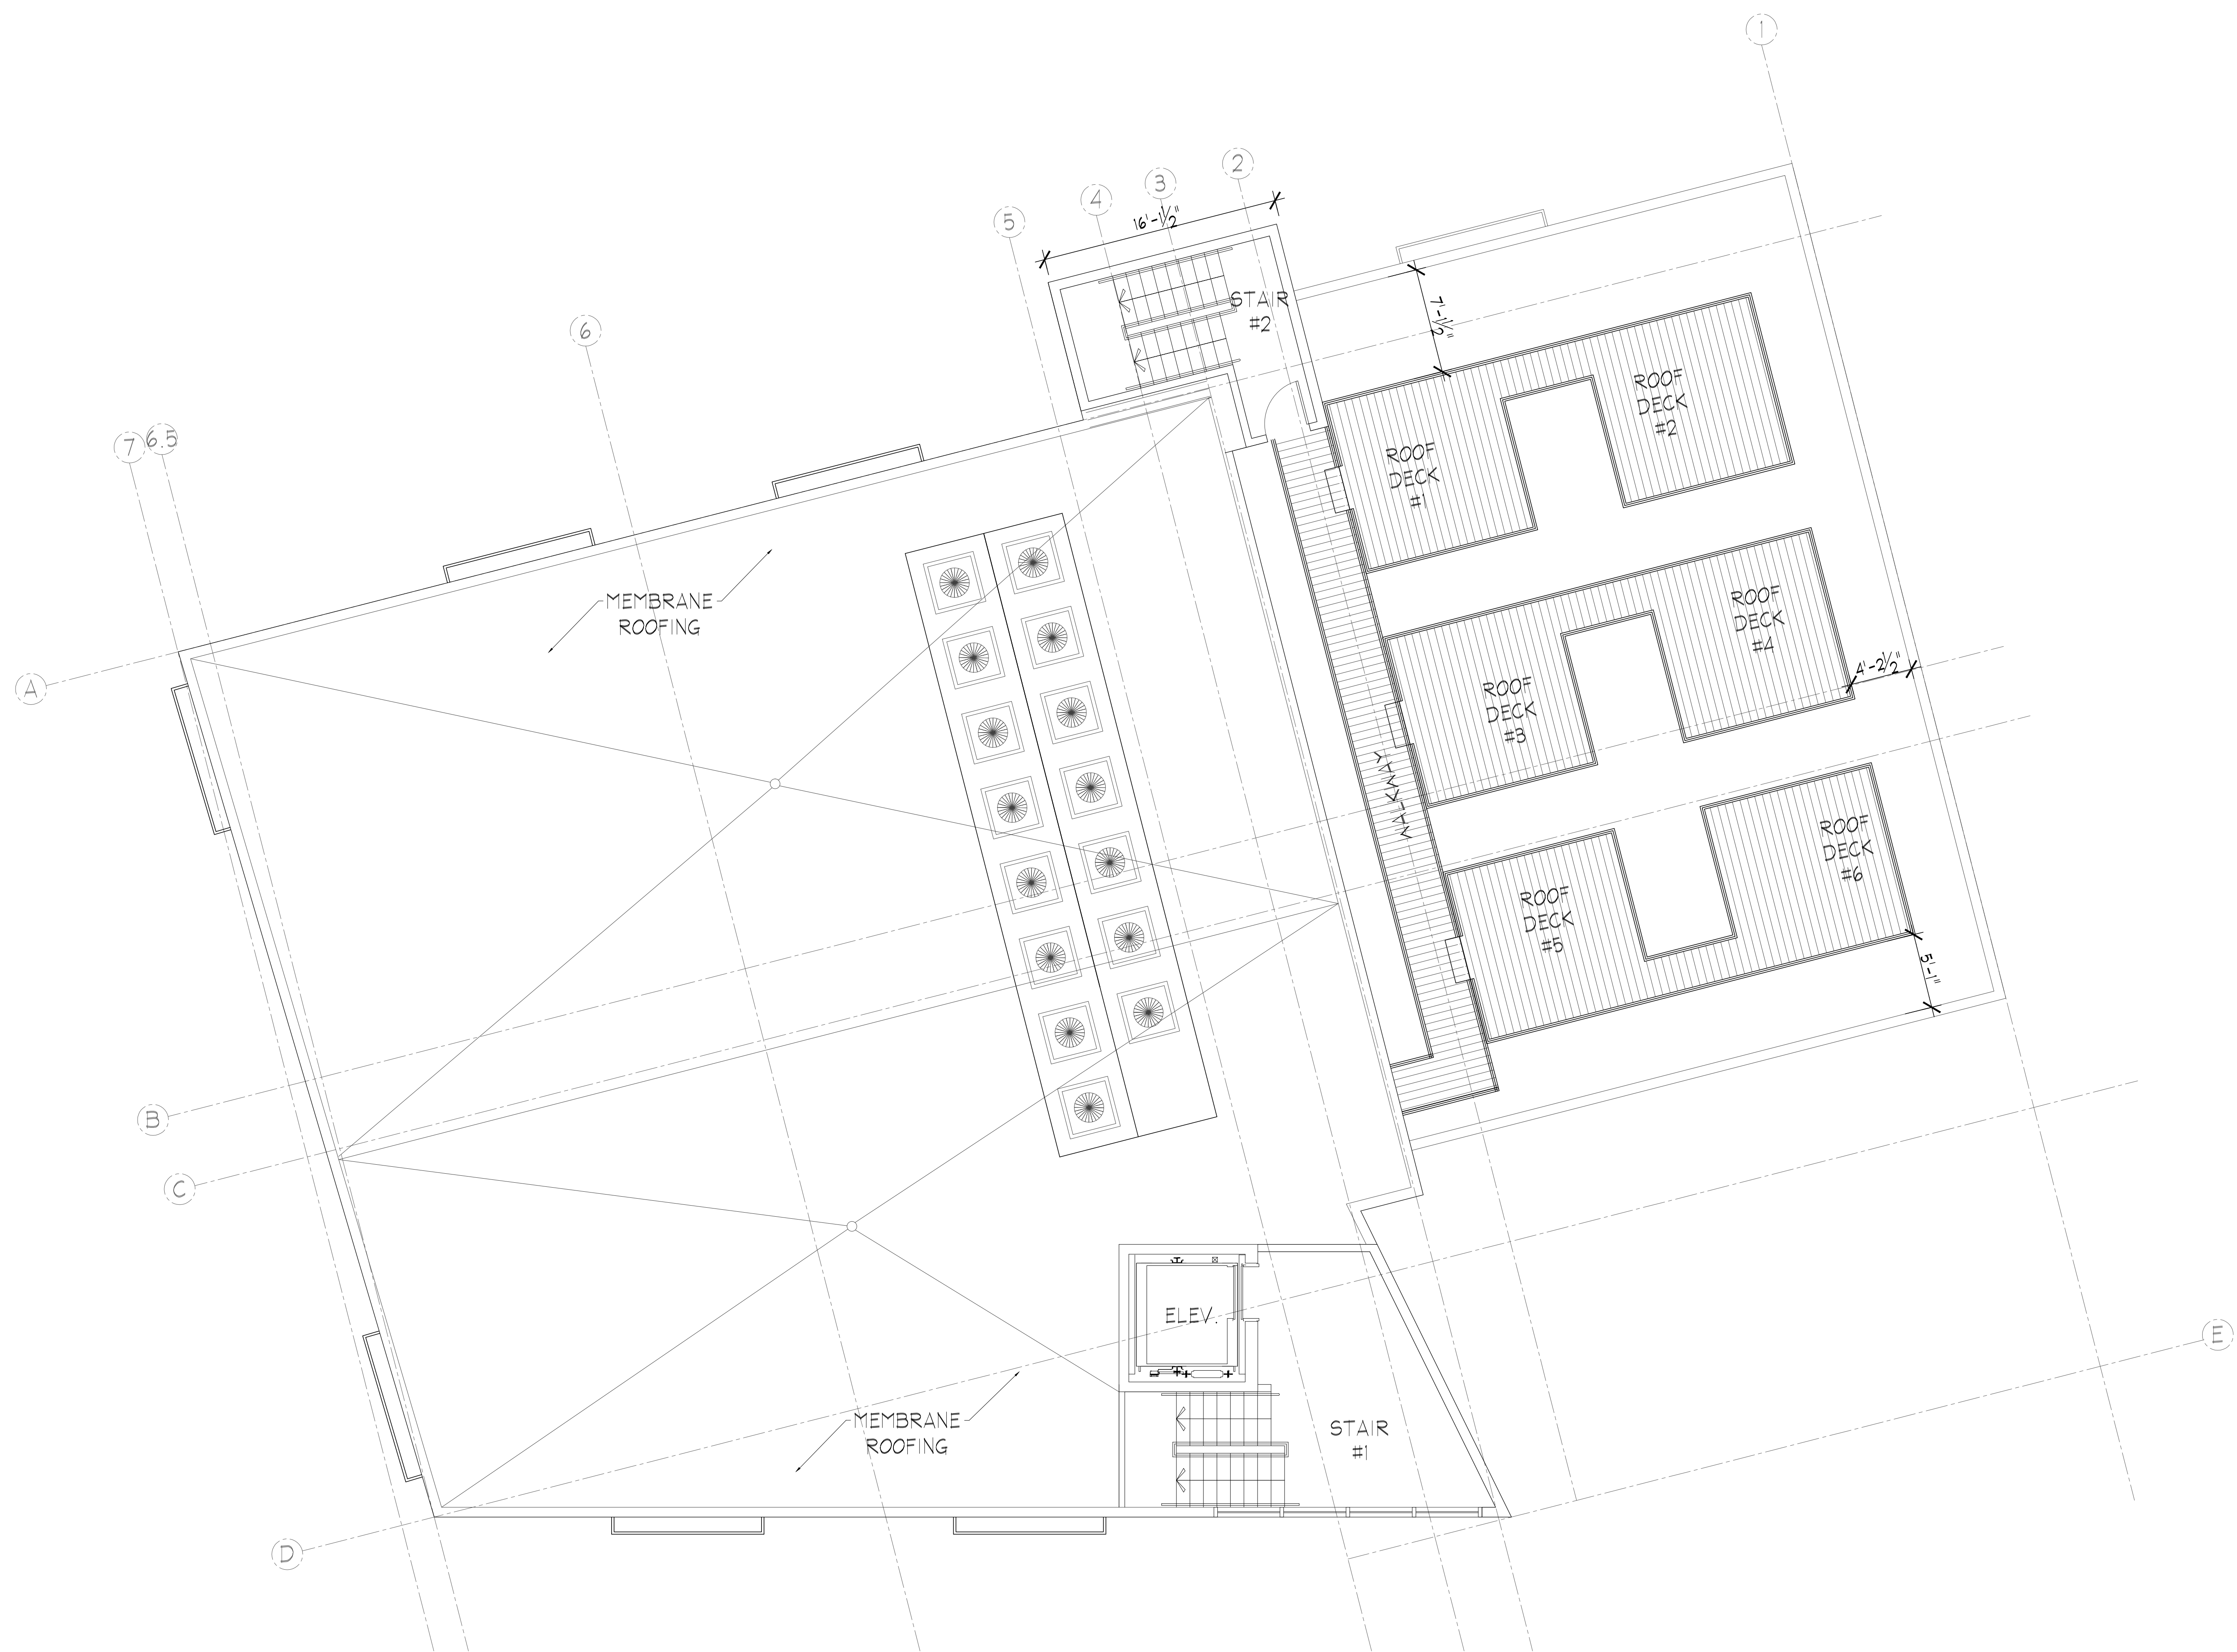 1
2
3
4
5
6
6.5
7
16'-1½"
STAIR
#2
7'-1½"
ROOF
DECK
#2
ROOF
DECK
#1
MEMBRANE
ROOFING
ROOF
DECK
#4
4'-2½"
A
ROOF
DECK
#3
WALKWAY
ROOF
DECK
#6
ROOF
DECK
#5
5'-1"
B
C
ELEV.
E
MEMBRANE
ROOFING
STAIR
#1
D